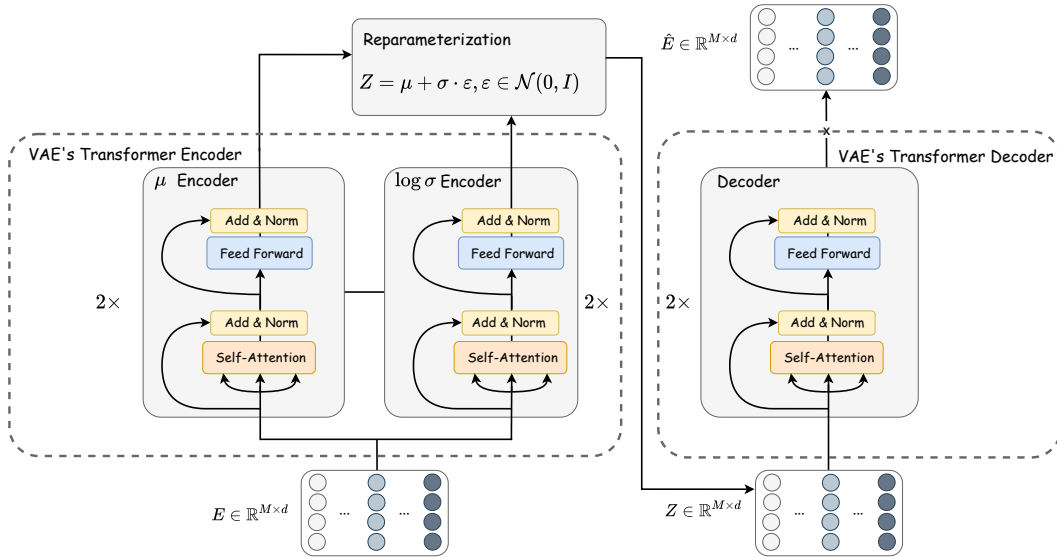 Reparameterization
Z = μ + σ · ε, ε ∈ 𝒩(0, I)
Ê ∈ ℝ^{M×d}
... ...
VAE's Transformer Encoder
μ Encoder
Add & Norm
Feed Forward
2×
Add & Norm
Self-Attention
log σ Encoder
Add & Norm
Feed Forward
2×
Add & Norm
Self-Attention
E ∈ ℝ^{M×d}
... ...
x
VAE's Transformer Decoder
Decoder
Add & Norm
Feed Forward
2×
Add & Norm
Self-Attention
Z ∈ ℝ^{M×d}
... ...